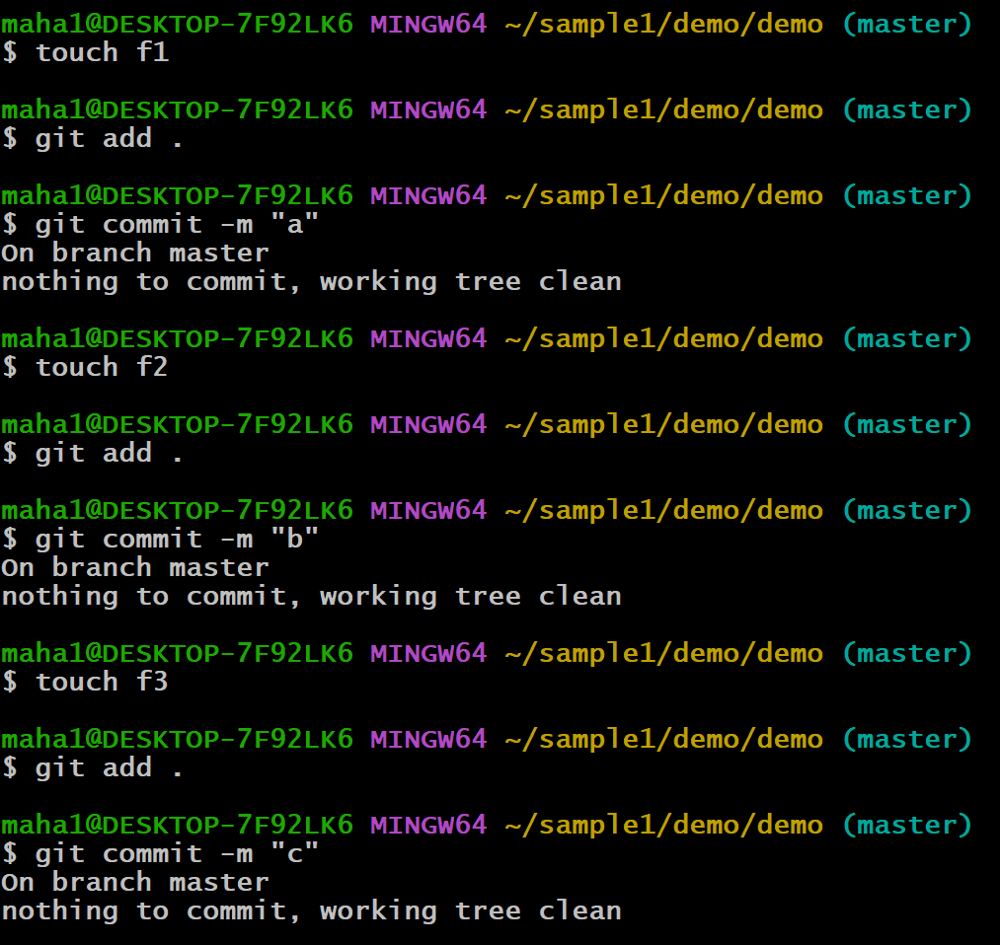 maha1@DESKTOP-7F92LK6 MINGW64 ~/sample1/demo/demo (master)
$ touch f1
maha1@DESKTOP-7F92LK6 MINGW64 ~/sample1/demo/demo (master)
$ git add .
maha1@DESKTOP-7F92LK6 MINGW64 ~/sample1/demo/demo (master)
$ git commit -m "a"
On branch master
nothing to commit, working tree clean
maha1@DESKTOP-7F92LK6 MINGW64 ~/sample1/demo/demo (master)
$ touch f2
maha1@DESKTOP-7F92LK6 MINGW64 ~/sample1/demo/demo (master)
$ git add .
maha1@DESKTOP-7F92LK6 MINGW64 ~/sample1/demo/demo (master)
$ git commit -m "b"
On branch master
nothing to commit, working tree clean
maha1@DESKTOP-7F92LK6 MINGW64 ~/sample1/demo/demo (master)
$ touch f3
maha1@DESKTOP-7F92LK6 MINGW64 ~/sample1/demo/demo (master)
$ git add .
maha1@DESKTOP-7F92LK6 MINGW64 ~/sample1/demo/demo (master)
$ git commit -m "c"
On branch master
nothing to commit, working tree clean